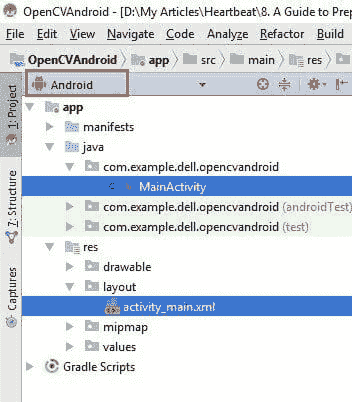 OpenCVAndroid - [D:\My Articles\Heartbeat\8. A Guide to Prep
File Edit View Navigate Code Analyze Refactor Build
OpenCVAndroid app src main res
Android
1: Project
7: Structure
Captures
app
manifests
java
com.example.dell.opencvandroid
MainActivity
com.example.dell.opencvandroid (androidTest)
com.example.dell.opencvandroid (test)
res
drawable
layout
activity_main.xml
mipmap
values
Gradle Scripts